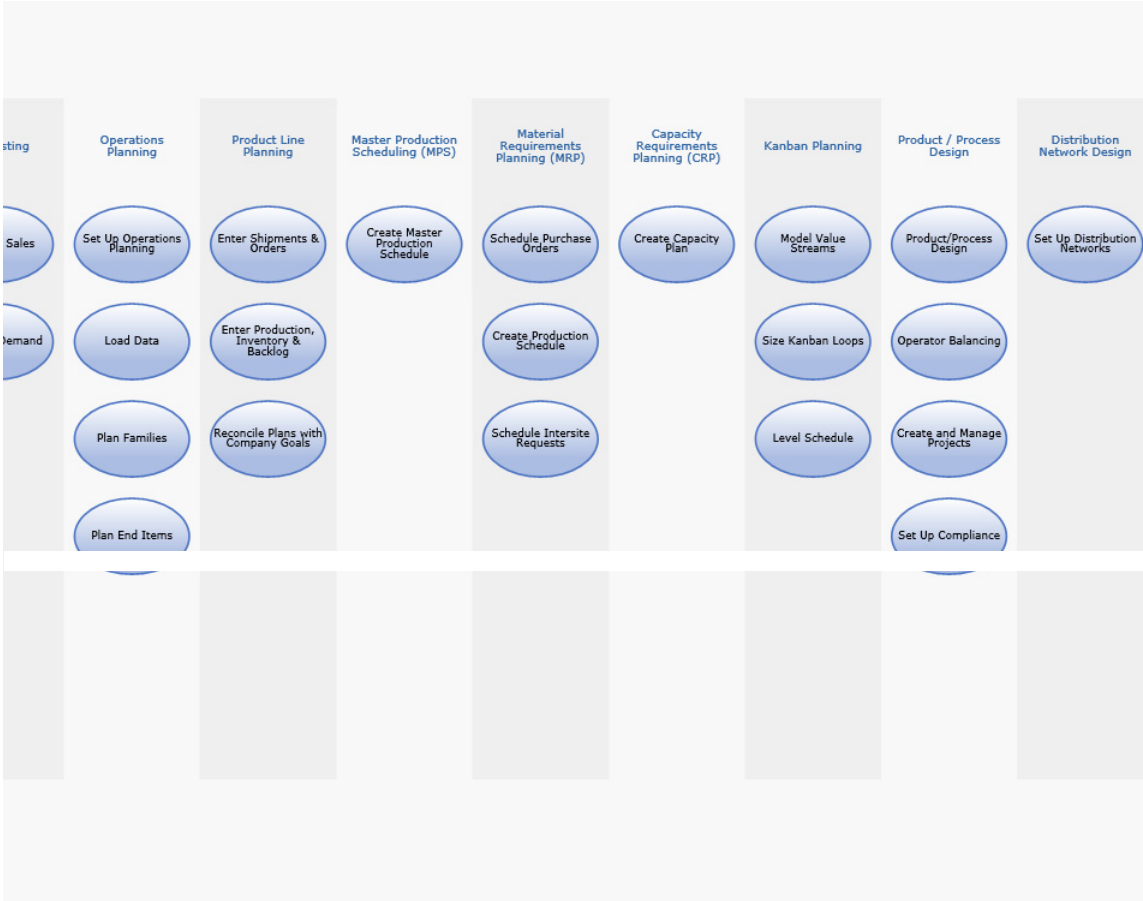 sting
Sales
Demand
Operations
Planning
Set Up Operations
Planning
Load Data
Plan Families
Plan End Items
Product Line
Planning
Enter Shipments &
Orders
Enter Production,
Inventory &
Backlog
Reconcile Plans with
Company Goals
Master Production
Scheduling (MPS)
Create Master
Production
Schedule
Material
Requirements
Planning (MRP)
Schedule Purchase
Orders
Create Production
Schedule
Schedule Intersite
Requests
Capacity
Requirements
Planning (CRP)
Create Capacity
Plan
Kanban Planning
Model Value
Streams
Size Kanban Loops
Level Schedule
Product / Process
Design
Product/Process
Design
Operator Balancing
Create and Manage
Projects
Set Up Compliance
Distribution
Network Design
Set Up Distribution
Networks